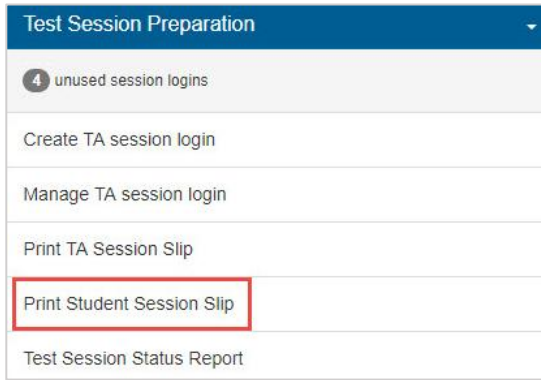 Test Session Preparation
4 unused session logins
Create TA session login
Manage TA session login
Print TA Session Slip
Print Student Session Slip
Test Session Status Report